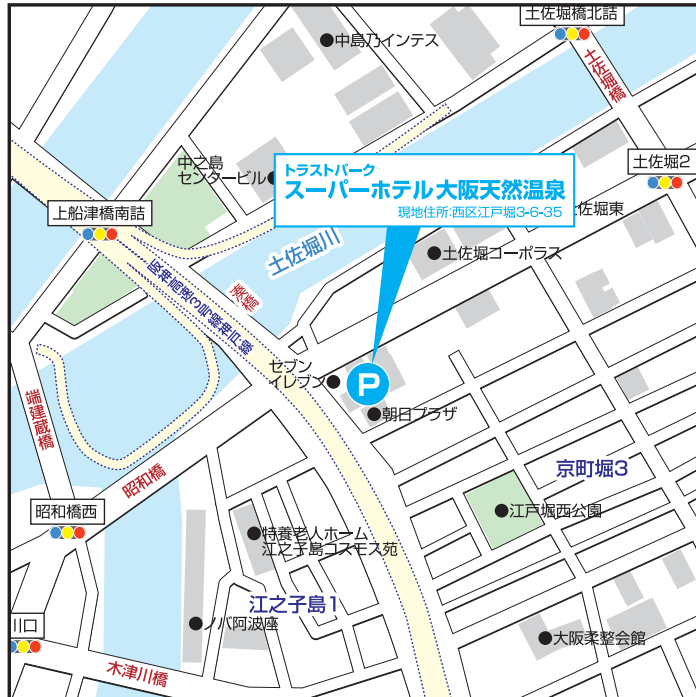 土佐堀橋北詰
中島乃インテス
土佐堀橋
中之島
センタービル
トラストパーク
スーパーホテル大阪天然温泉
現地住所:西区江戸堀3-6-35
土佐堀2
上船津橋南詰
土佐堀東
土佐堀川
土佐堀コーポラス
湊橋
阪神高速3号線神戸線
セブン
イレブン
P
朝日プラザ
端建蔵橋
昭和橋
京町堀3
昭和橋西
江戸堀西公園
特養老人ホーム
江之子島コスモス苑
江之子島1
川口
ノバ阿波座
大阪柔整会館
木津川橋